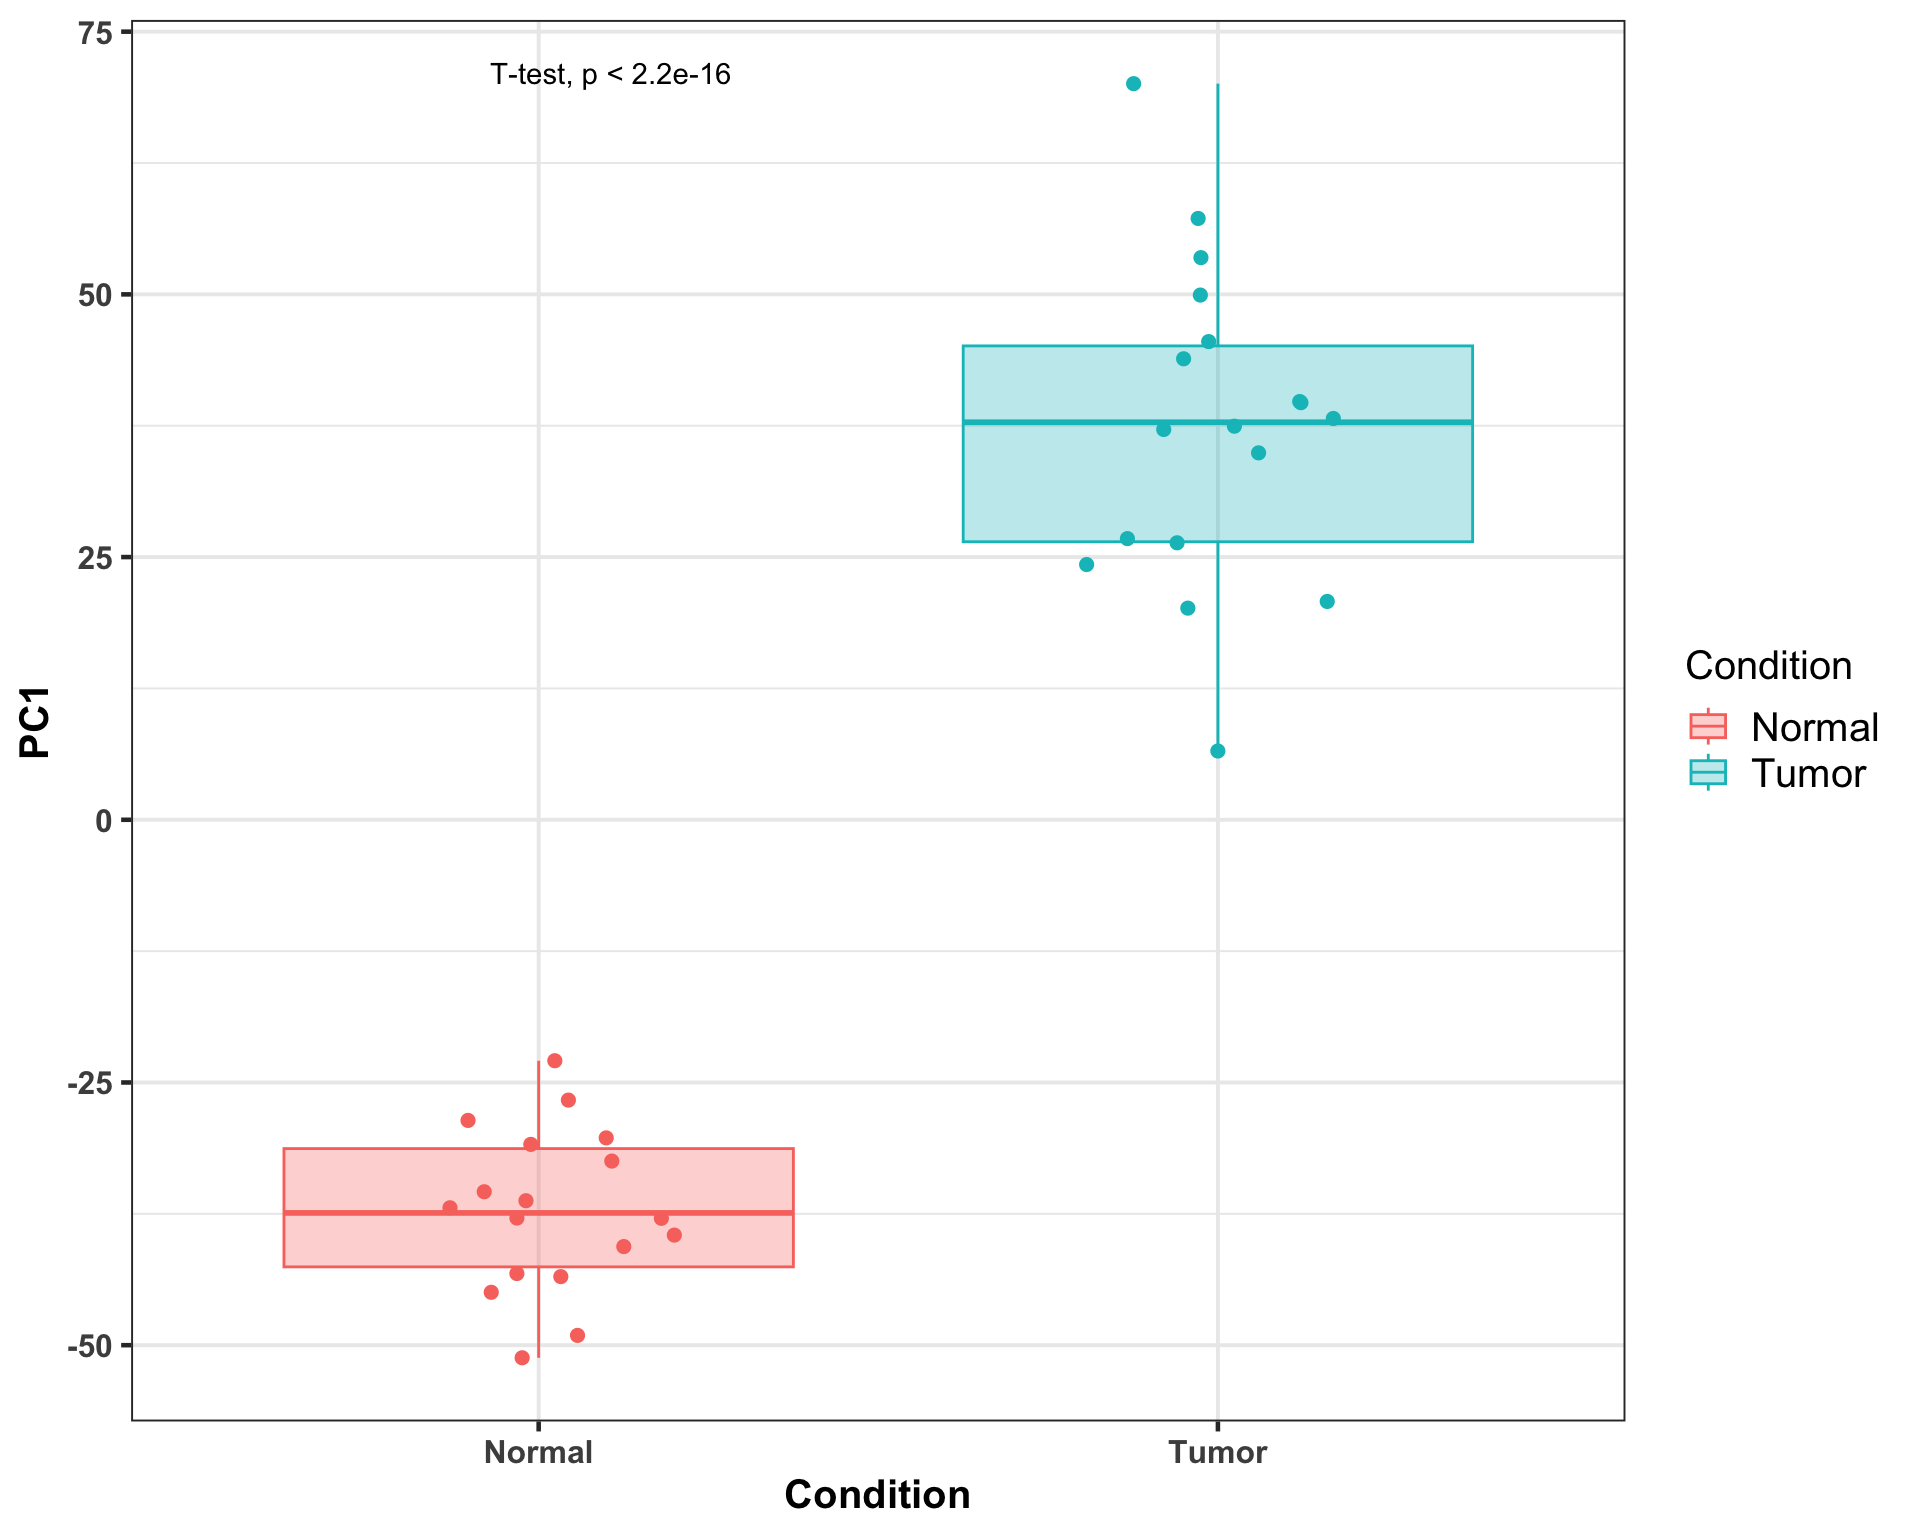 T-test, p < 2.2e-16
75
50
25
0
-25
-50
PC1
Normal
Tumor
Condition
Condition
Normal
Tumor